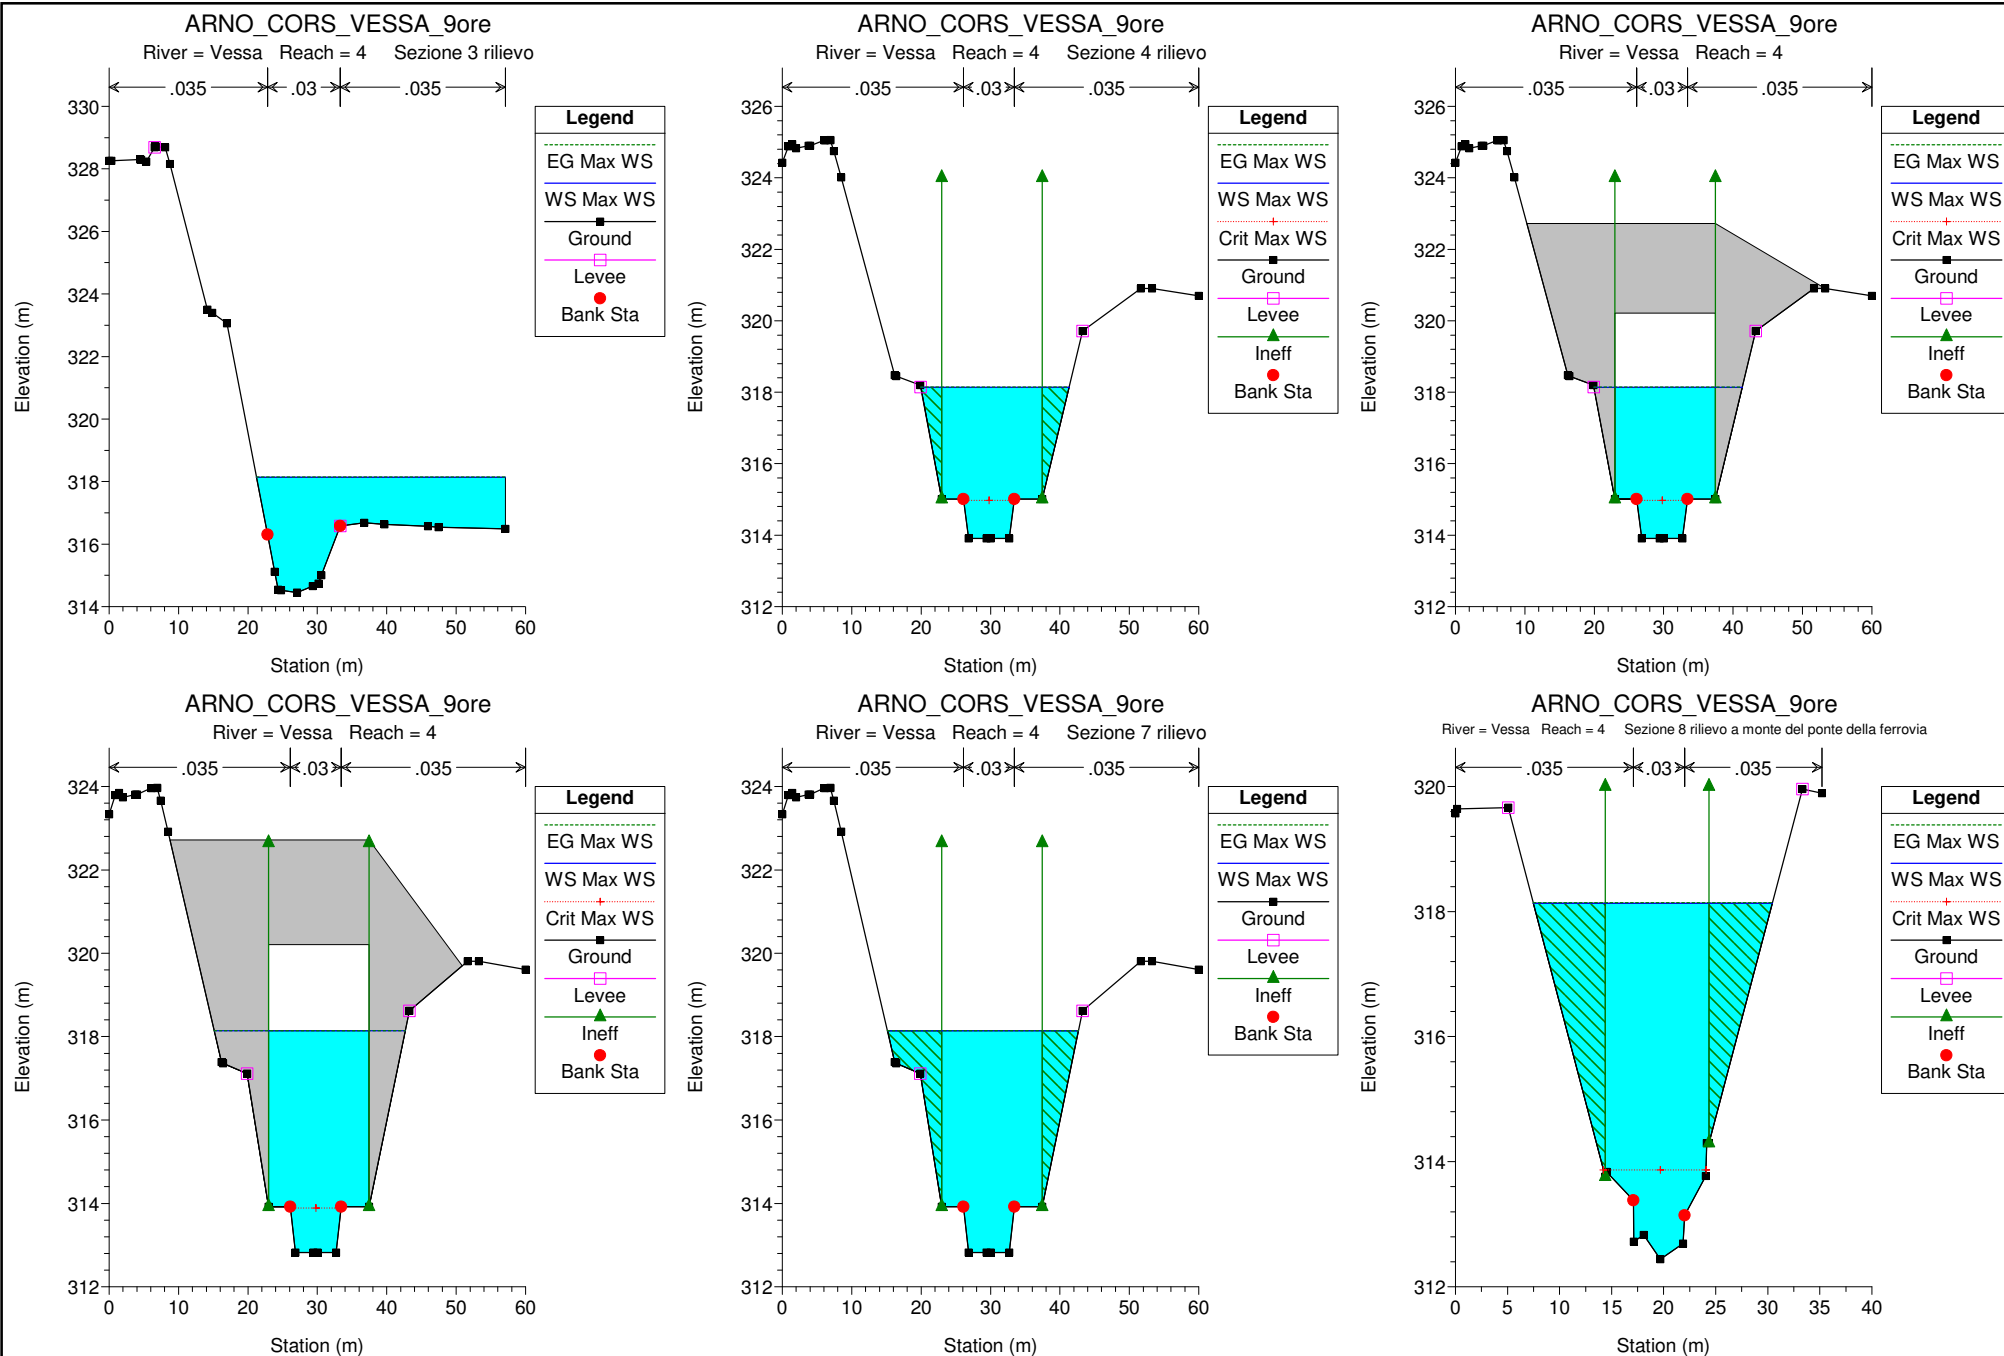 ARNO_CORS_VESSA_9ore
River = Vessa Reach = 4 Sezione 3 rilievo
.035 .03 .035
330
328
326
324
322
320
318
316
314
0 10 20 30 40 50 60
Station (m)
Elevation (m)
Legend
EG Max WS
WS Max WS
Ground
Levee
Bank Sta
ARNO_CORS_VESSA_9ore
River = Vessa Reach = 4 Sezione 4 rilievo
.035 .03 .035
326
324
322
320
318
316
314
312
0 10 20 30 40 50 60
Station (m)
Elevation (m)
Legend
EG Max WS
WS Max WS
Crit Max WS
Ground
Levee
Ineff
Bank Sta
ARNO_CORS_VESSA_9ore
River = Vessa Reach = 4
.035 .03 .035
326
324
322
320
318
316
314
312
0 10 20 30 40 50 60
Station (m)
Elevation (m)
Legend
EG Max WS
WS Max WS
Crit Max WS
Ground
Levee
Ineff
Bank Sta
ARNO_CORS_VESSA_9ore
River = Vessa Reach = 4
.035 .03 .035
324
322
320
318
316
314
312
0 10 20 30 40 50 60
Station (m)
Elevation (m)
Legend
EG Max WS
WS Max WS
Crit Max WS
Ground
Levee
Ineff
Bank Sta
ARNO_CORS_VESSA_9ore
River = Vessa Reach = 4 Sezione 7 rilievo
.035 .03 .035
324
322
320
318
316
314
312
0 10 20 30 40 50 60
Station (m)
Elevation (m)
Legend
EG Max WS
WS Max WS
Ground
Levee
Ineff
Bank Sta
ARNO_CORS_VESSA_9ore
River = Vessa Reach = 4 Sezione 8 rilievo a monte del ponte della ferrovia
.035 .03 .035
320
318
316
314
312
0 5 10 15 20 25 30 35 40
Station (m)
Elevation (m)
Legend
EG Max WS
WS Max WS
Crit Max WS
Ground
Levee
Ineff
Bank Sta